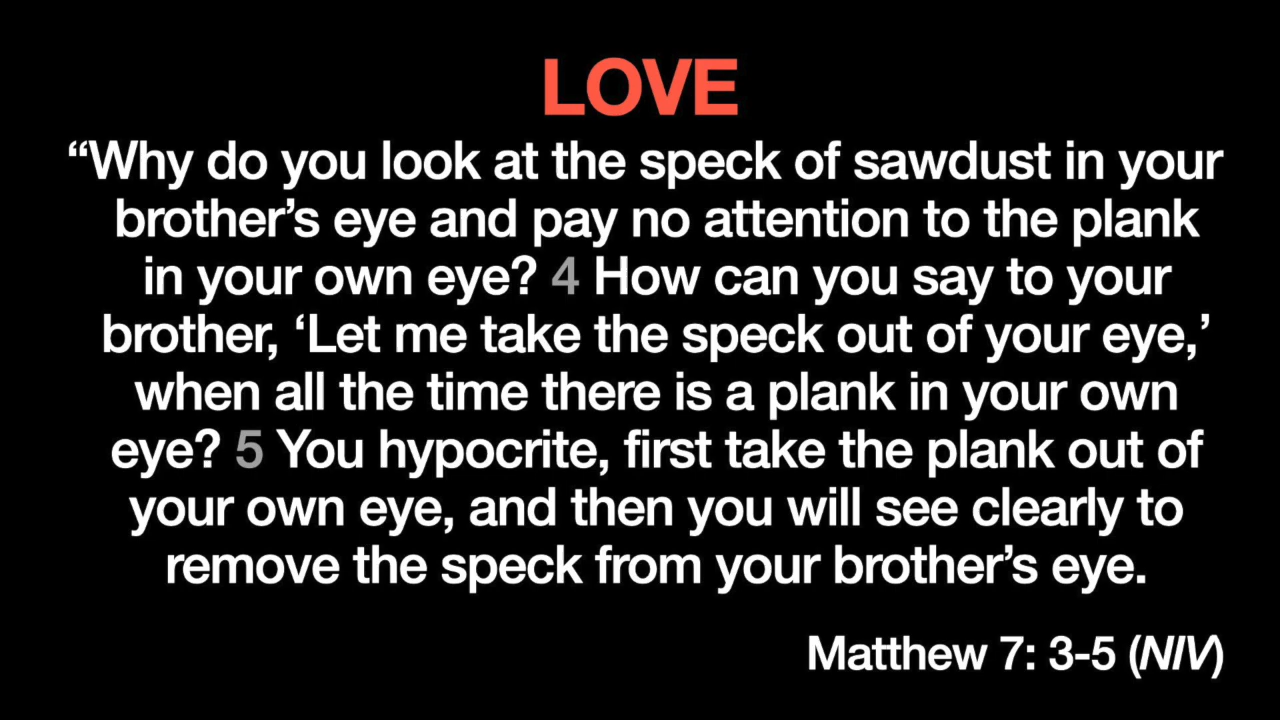 LOVE
“Why do you look at the speck of sawdust in your
brother’s eye and pay no attention to the plank
in your own eye? 4 How can you say to your
brother, ‘Let me take the speck out of your eye,’
when all the time there is a plank in your own
eye? 5 You hypocrite, first take the plank out of
your own eye, and then you will see clearly to
remove the speck from your brother’s eye.
Matthew 7: 3-5 (NIV)